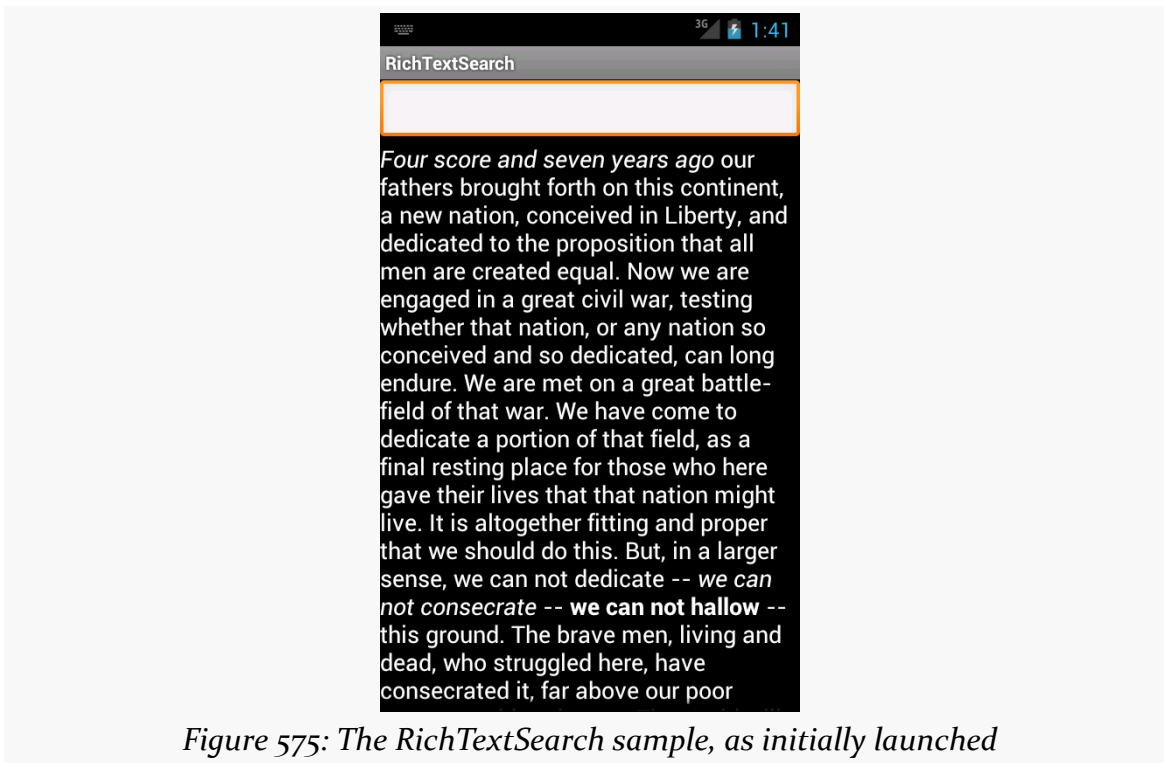 3G 1:41
RichTextSearch
Four score and seven years ago our
fathers brought forth on this continent,
a new nation, conceived in Liberty, and
dedicated to the proposition that all
men are created equal. Now we are
engaged in a great civil war, testing
whether that nation, or any nation so
conceived and so dedicated, can long
endure. We are met on a great battle-
field of that war. We have come to
dedicate a portion of that field, as a
final resting place for those who here
gave their lives that that nation might
live. It is altogether fitting and proper
that we should do this. But, in a larger
sense, we can not dedicate -- we can
not consecrate -- we can not hallow --
this ground. The brave men, living and
dead, who struggled here, have
consecrated it, far above our poor
Figure 575: The RichTextSearch sample, as initially launched